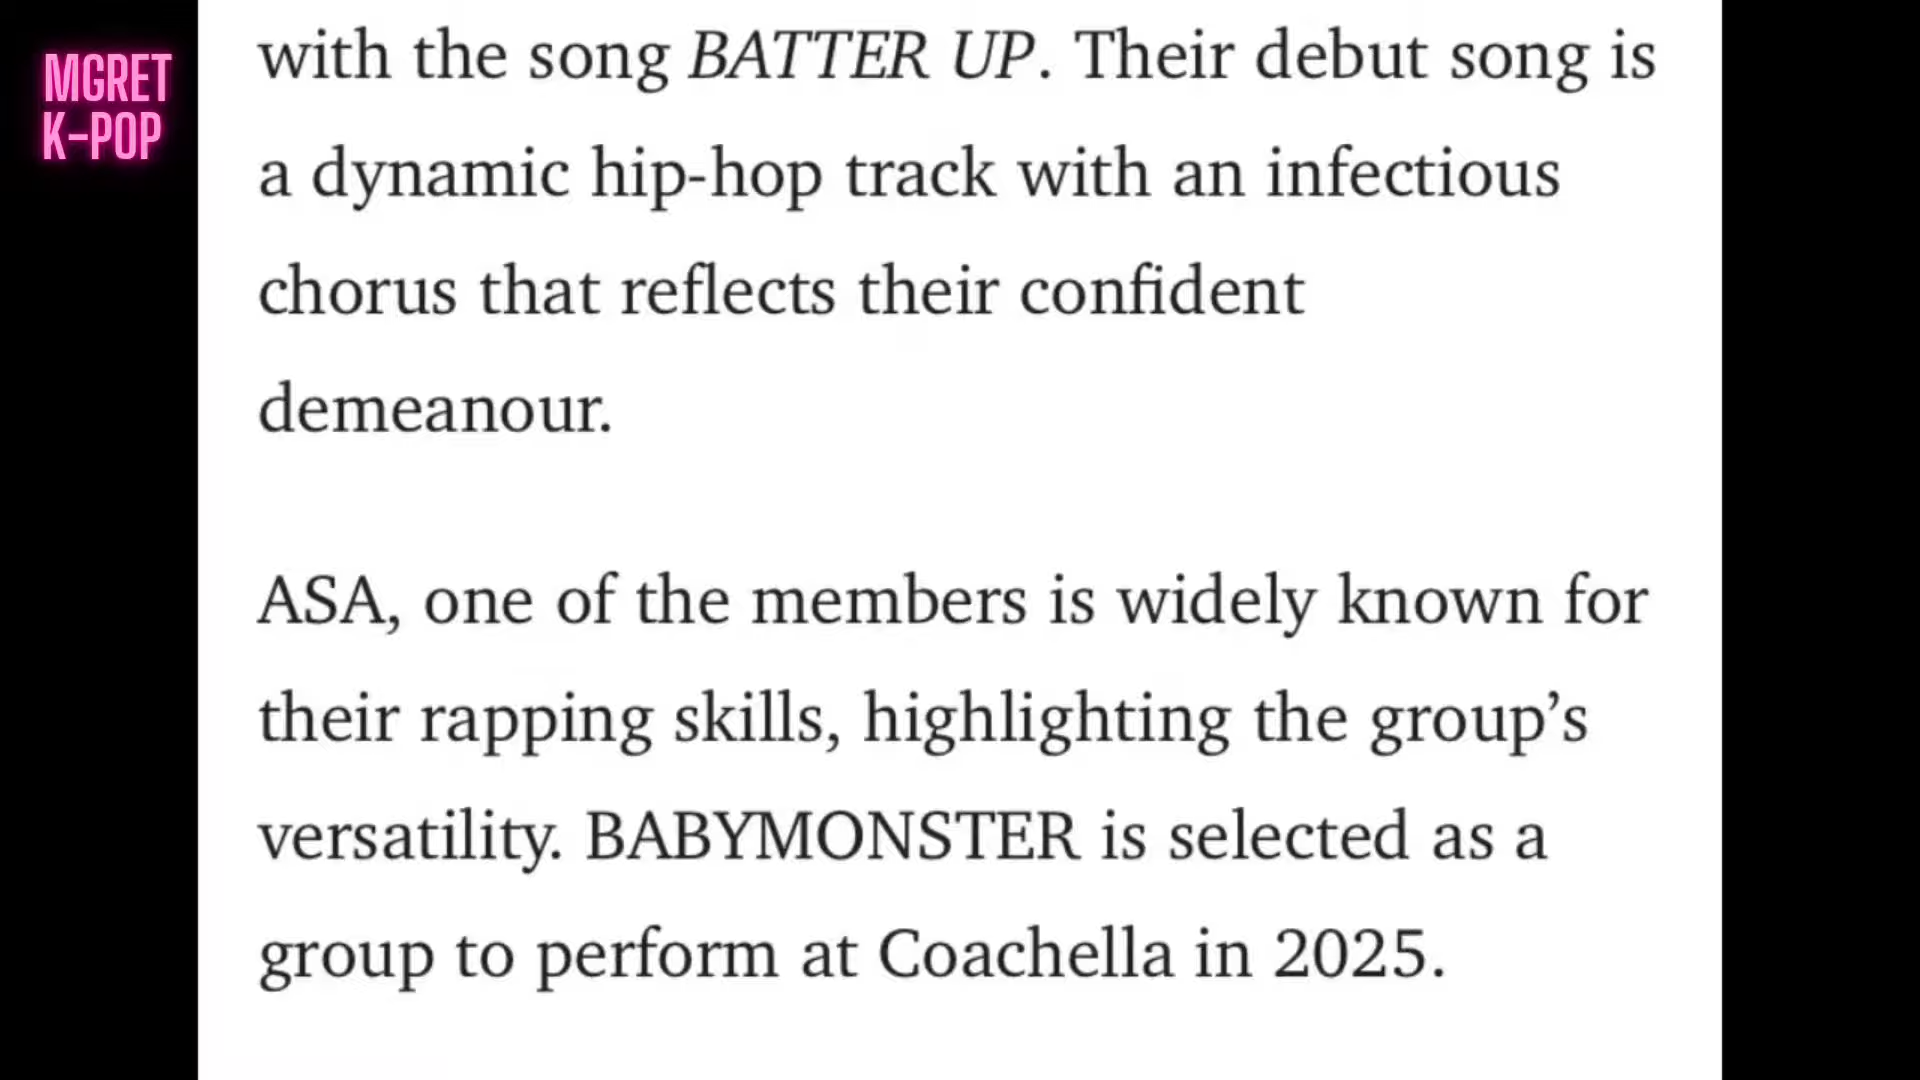 MGRET
K-POP
with the song BATTER UP. Their debut song is
a dynamic hip-hop track with an infectious
chorus that reflects their confident
demeanour.
ASA, one of the members is widely known for
their rapping skills, highlighting the group’s
versatility. BABYMONSTER is selected as a
group to perform at Coachella in 2025.